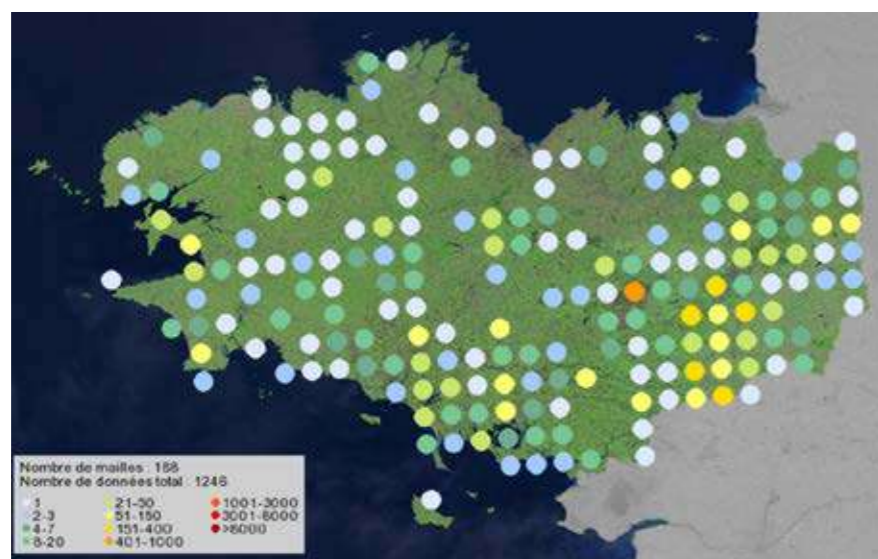 Nombre de mailles : 188
Nombre de données total : 1246
1 21-50 1001-3000
2-3 51-150 3001-6000
4-7 151-400 >6000
8-20 401-1000